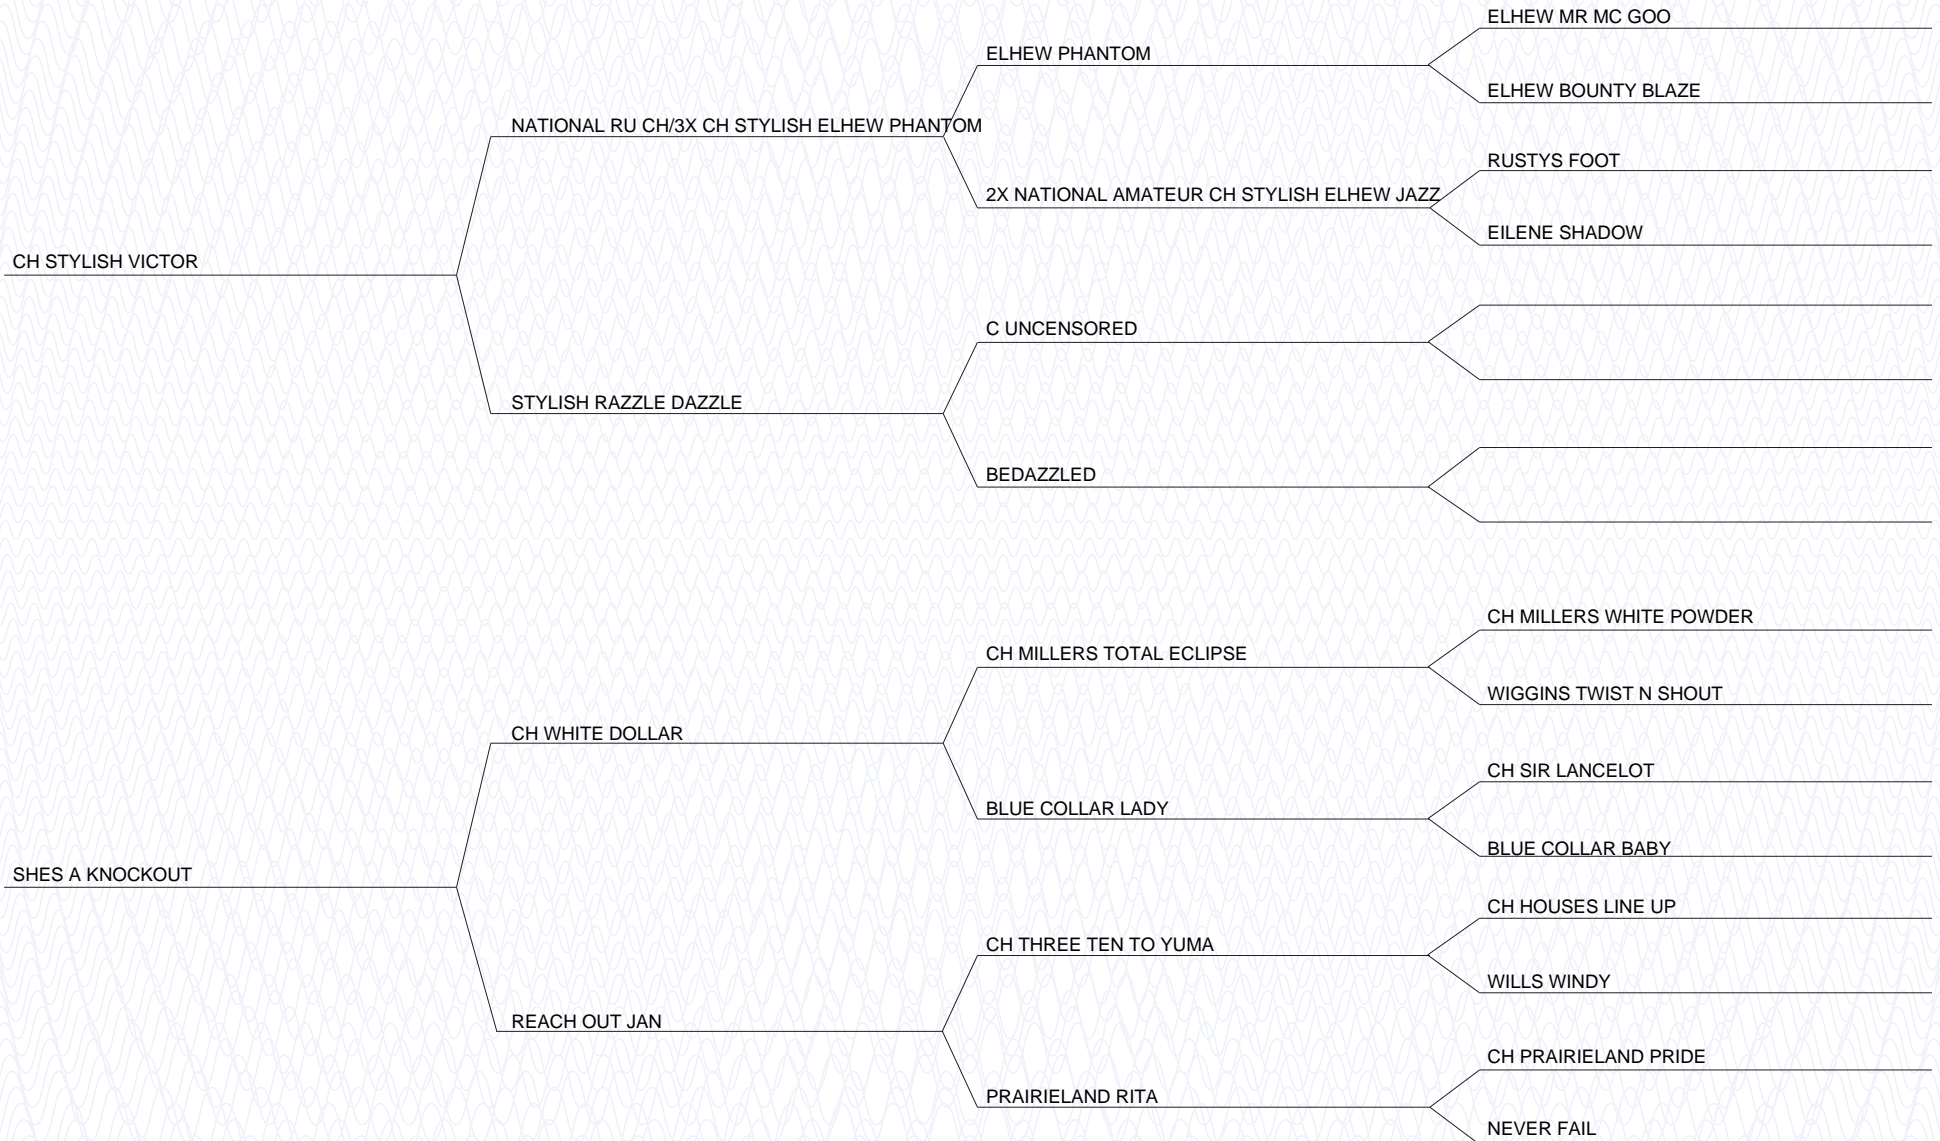 ELHEW MR MC GOO
ELHEW PHANTOM
ELHEW BOUNTY BLAZE
NATIONAL RU CH/3X CH STYLISH ELHEW PHANTOM
RUSTYS FOOT
2X NATIONAL AMATEUR CH STYLISH ELHEW JAZZ
EILENE SHADOW
CH STYLISH VICTOR
C UNCENSORED
STYLISH RAZZLE DAZZLE
BEDAZZLED
CH MILLERS WHITE POWDER
CH MILLERS TOTAL ECLIPSE
WIGGINS TWIST N SHOUT
CH WHITE DOLLAR
CH SIR LANCELOT
BLUE COLLAR LADY
BLUE COLLAR BABY
SHES A KNOCKOUT
CH HOUSES LINE UP
CH THREE TEN TO YUMA
WILLS WINDY
REACH OUT JAN
CH PRAIRIELAND PRIDE
PRAIRIELAND RITA
NEVER FAIL